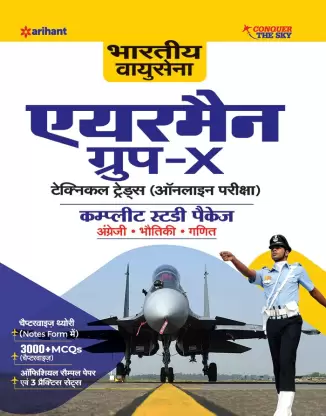 arihant
CONQUER
THE SKY
भारतीय
वायुसेना
एयरमैन
ग्रुप-X
टेक्निकल ट्रेड्स (ऑनलाइन परीक्षा)
कम्प्लीट स्टडी पैकेज
अंग्रेजी • भौतिकी • गणित
चैप्टरवाइज़ थ्योरी
(Notes Form में)
3000+MCQs
(चैप्टरवाइज़)
ऑफिशियल सैम्पल पेपर
एवं 3 प्रैक्टिस सेट्स